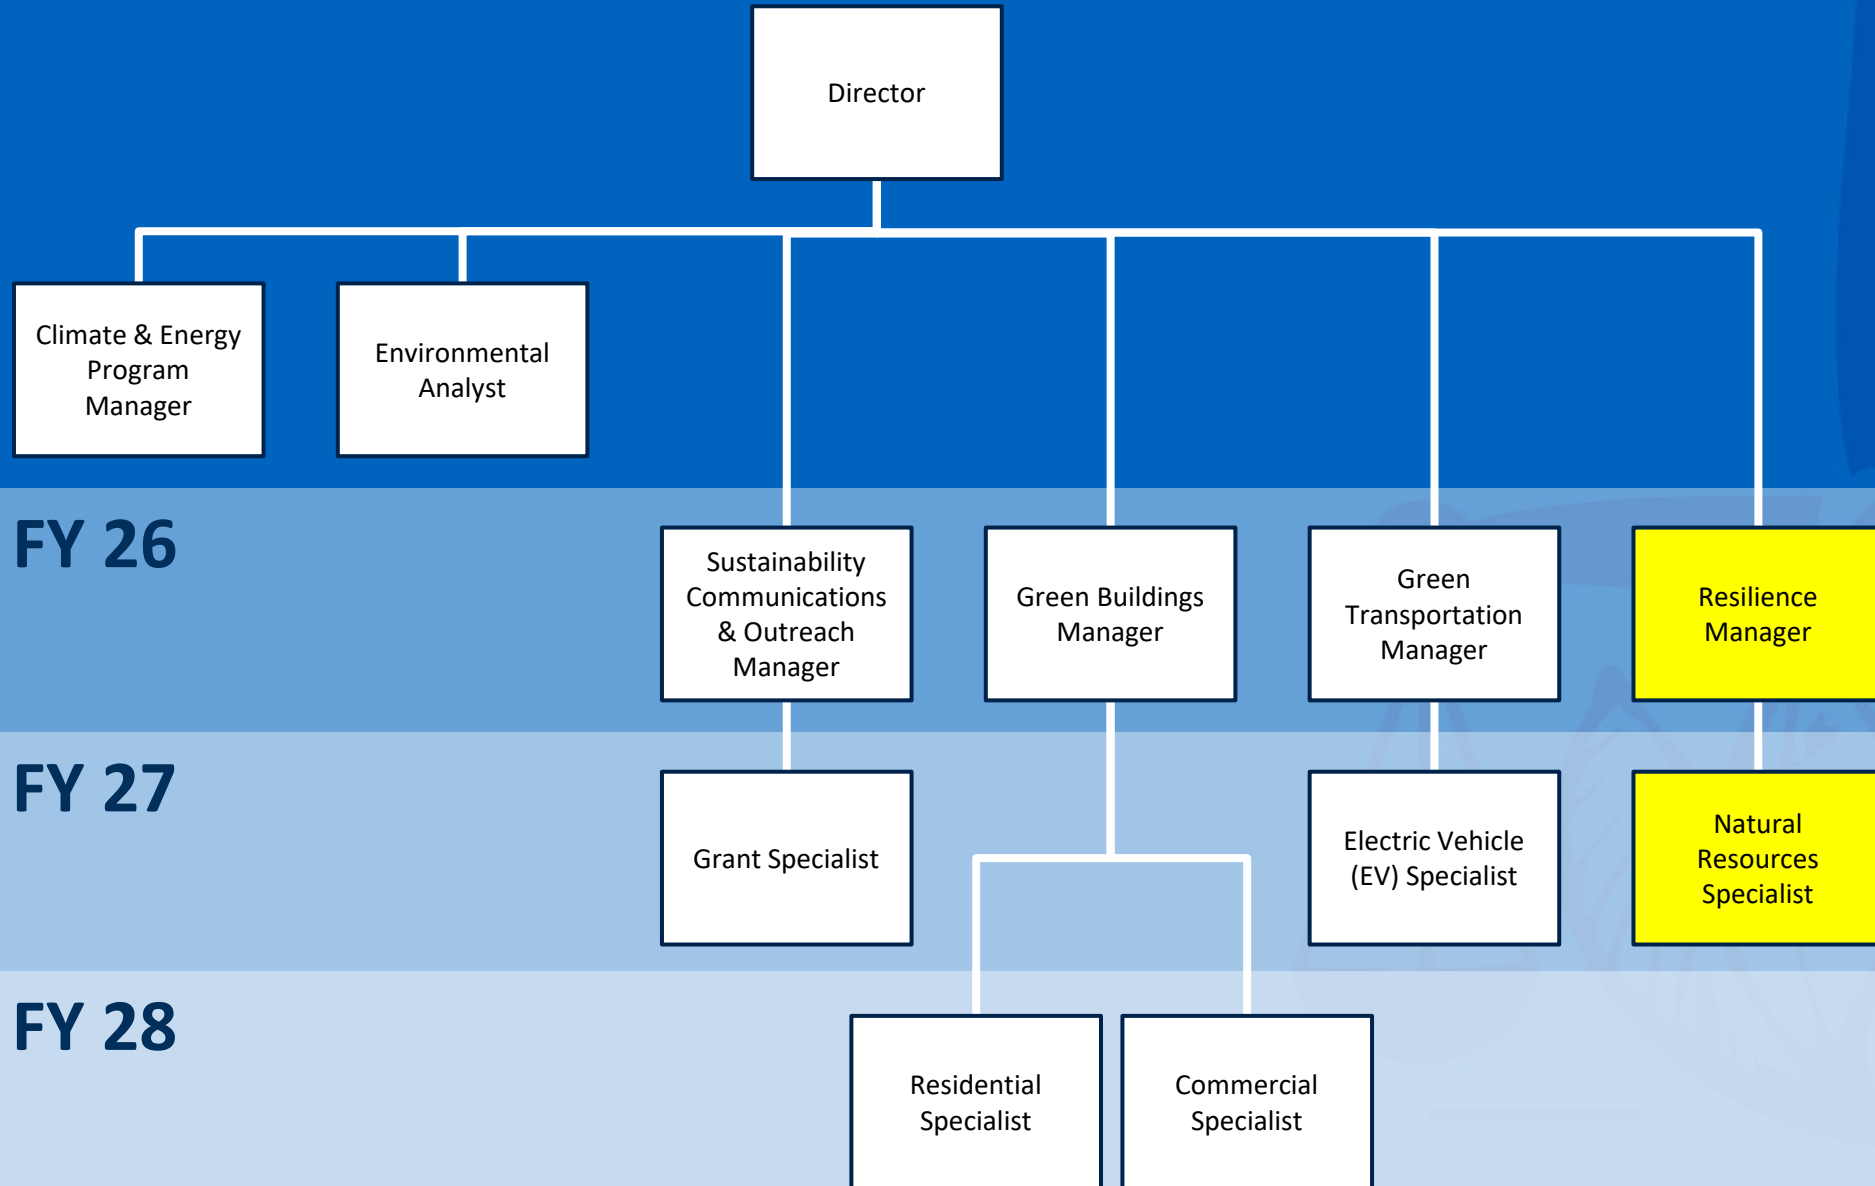 Director
Climate & Energy
Program
Manager
Environmental
Analyst
FY 26
Sustainability
Communications
& Outreach
Manager
Green Buildings
Manager
Green
Transportation
Manager
Resilience
Manager
FY 27
Grant Specialist
Electric Vehicle
(EV) Specialist
Natural
Resources
Specialist
FY 28
Residential
Specialist
Commercial
Specialist